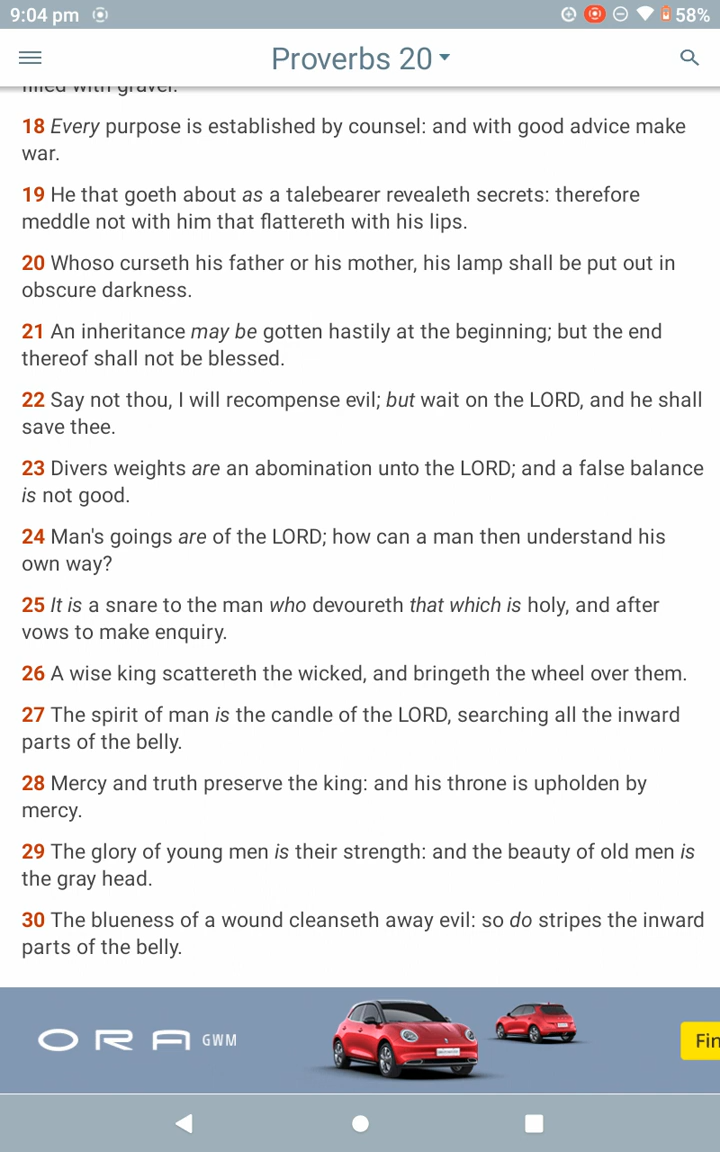 9:04 pm
58%
Proverbs 20
filled with gravel.
18 Every purpose is established by counsel: and with good advice make
war.
19 He that goeth about as a talebearer revealeth secrets: therefore
meddle not with him that flattereth with his lips.
20 Whoso curseth his father or his mother, his lamp shall be put out in
obscure darkness.
21 An inheritance may be gotten hastily at the beginning; but the end
thereof shall not be blessed.
22 Say not thou, I will recompense evil; but wait on the LORD, and he shall
save thee.
23 Divers weights are an abomination unto the LORD; and a false balance
is not good.
24 Man's goings are of the LORD; how can a man then understand his
own way?
25 It is a snare to the man who devoureth that which is holy, and after
vows to make enquiry.
26 A wise king scattereth the wicked, and bringeth the wheel over them.
27 The spirit of man is the candle of the LORD, searching all the inward
parts of the belly.
28 Mercy and truth preserve the king: and his throne is upholden by
mercy.
29 The glory of young men is their strength: and the beauty of old men is
the gray head.
30 The blueness of a wound cleanseth away evil: so do stripes the inward
parts of the belly.
ORA GWM
Fin